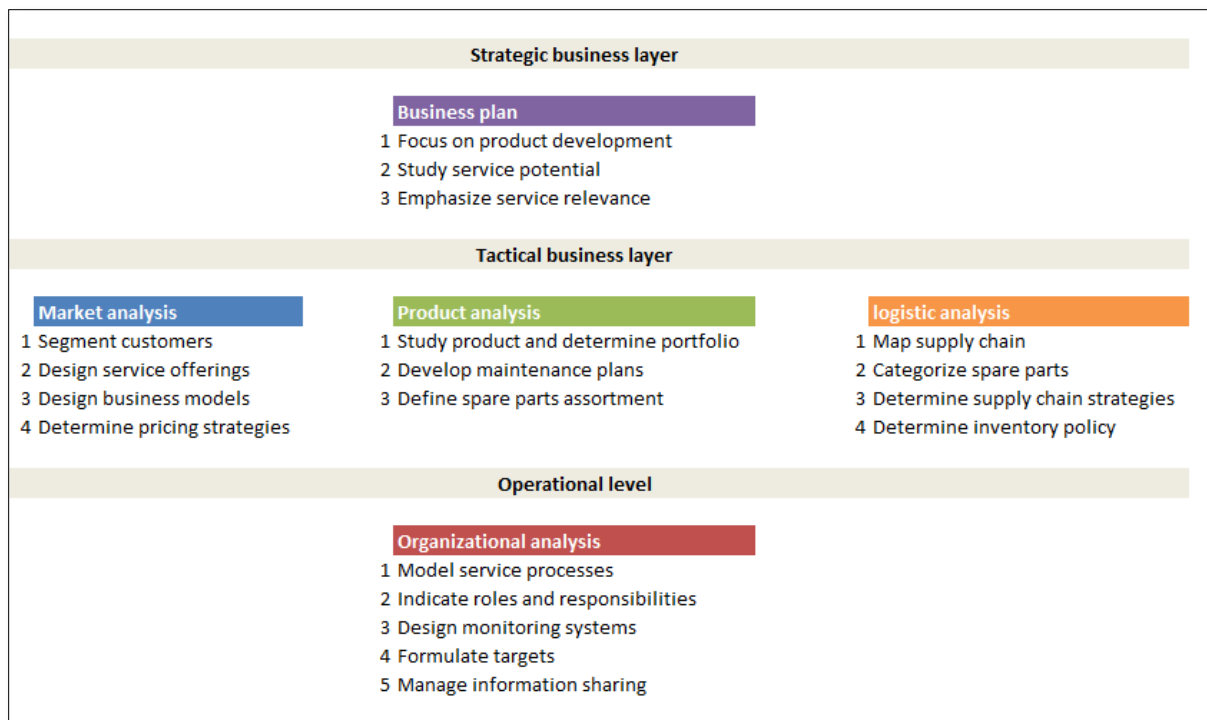 Strategic business layer
Business plan
1 Focus on product development
2 Study service potential
3 Emphasize service relevance
Tactical business layer
Market analysis
1 Segment customers
2 Design service offerings
3 Design business models
4 Determine pricing strategies
Product analysis
1 Study product and determine portfolio
2 Develop maintenance plans
3 Define spare parts assortment
logistic analysis
1 Map supply chain
2 Categorize spare parts
3 Determine supply chain strategies
4 Determine inventory policy
Operational level
Organizational analysis
1 Model service processes
2 Indicate roles and responsibilities
3 Design monitoring systems
4 Formulate targets
5 Manage information sharing